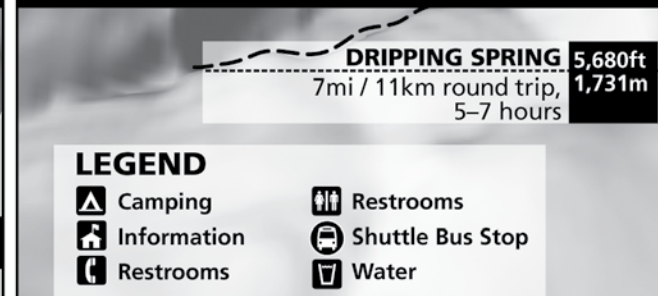 DRIPPING SPRING
5,680ft
1,731m
7mi / 11km round trip,
5–7 hours
LEGEND
Camping
Information
Restrooms
Restrooms
Shuttle Bus Stop
Water